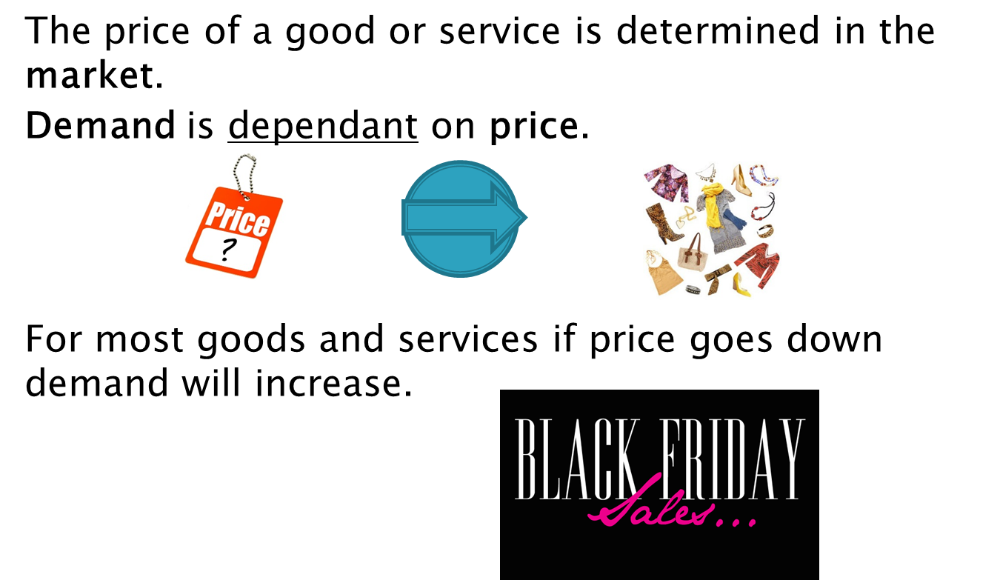 The price of a good or service is determined in the
market.
Demand is dependant on price.
Price
?
For most goods and services if price goes down
demand will increase.
BLACK FRIDAY
Sales...